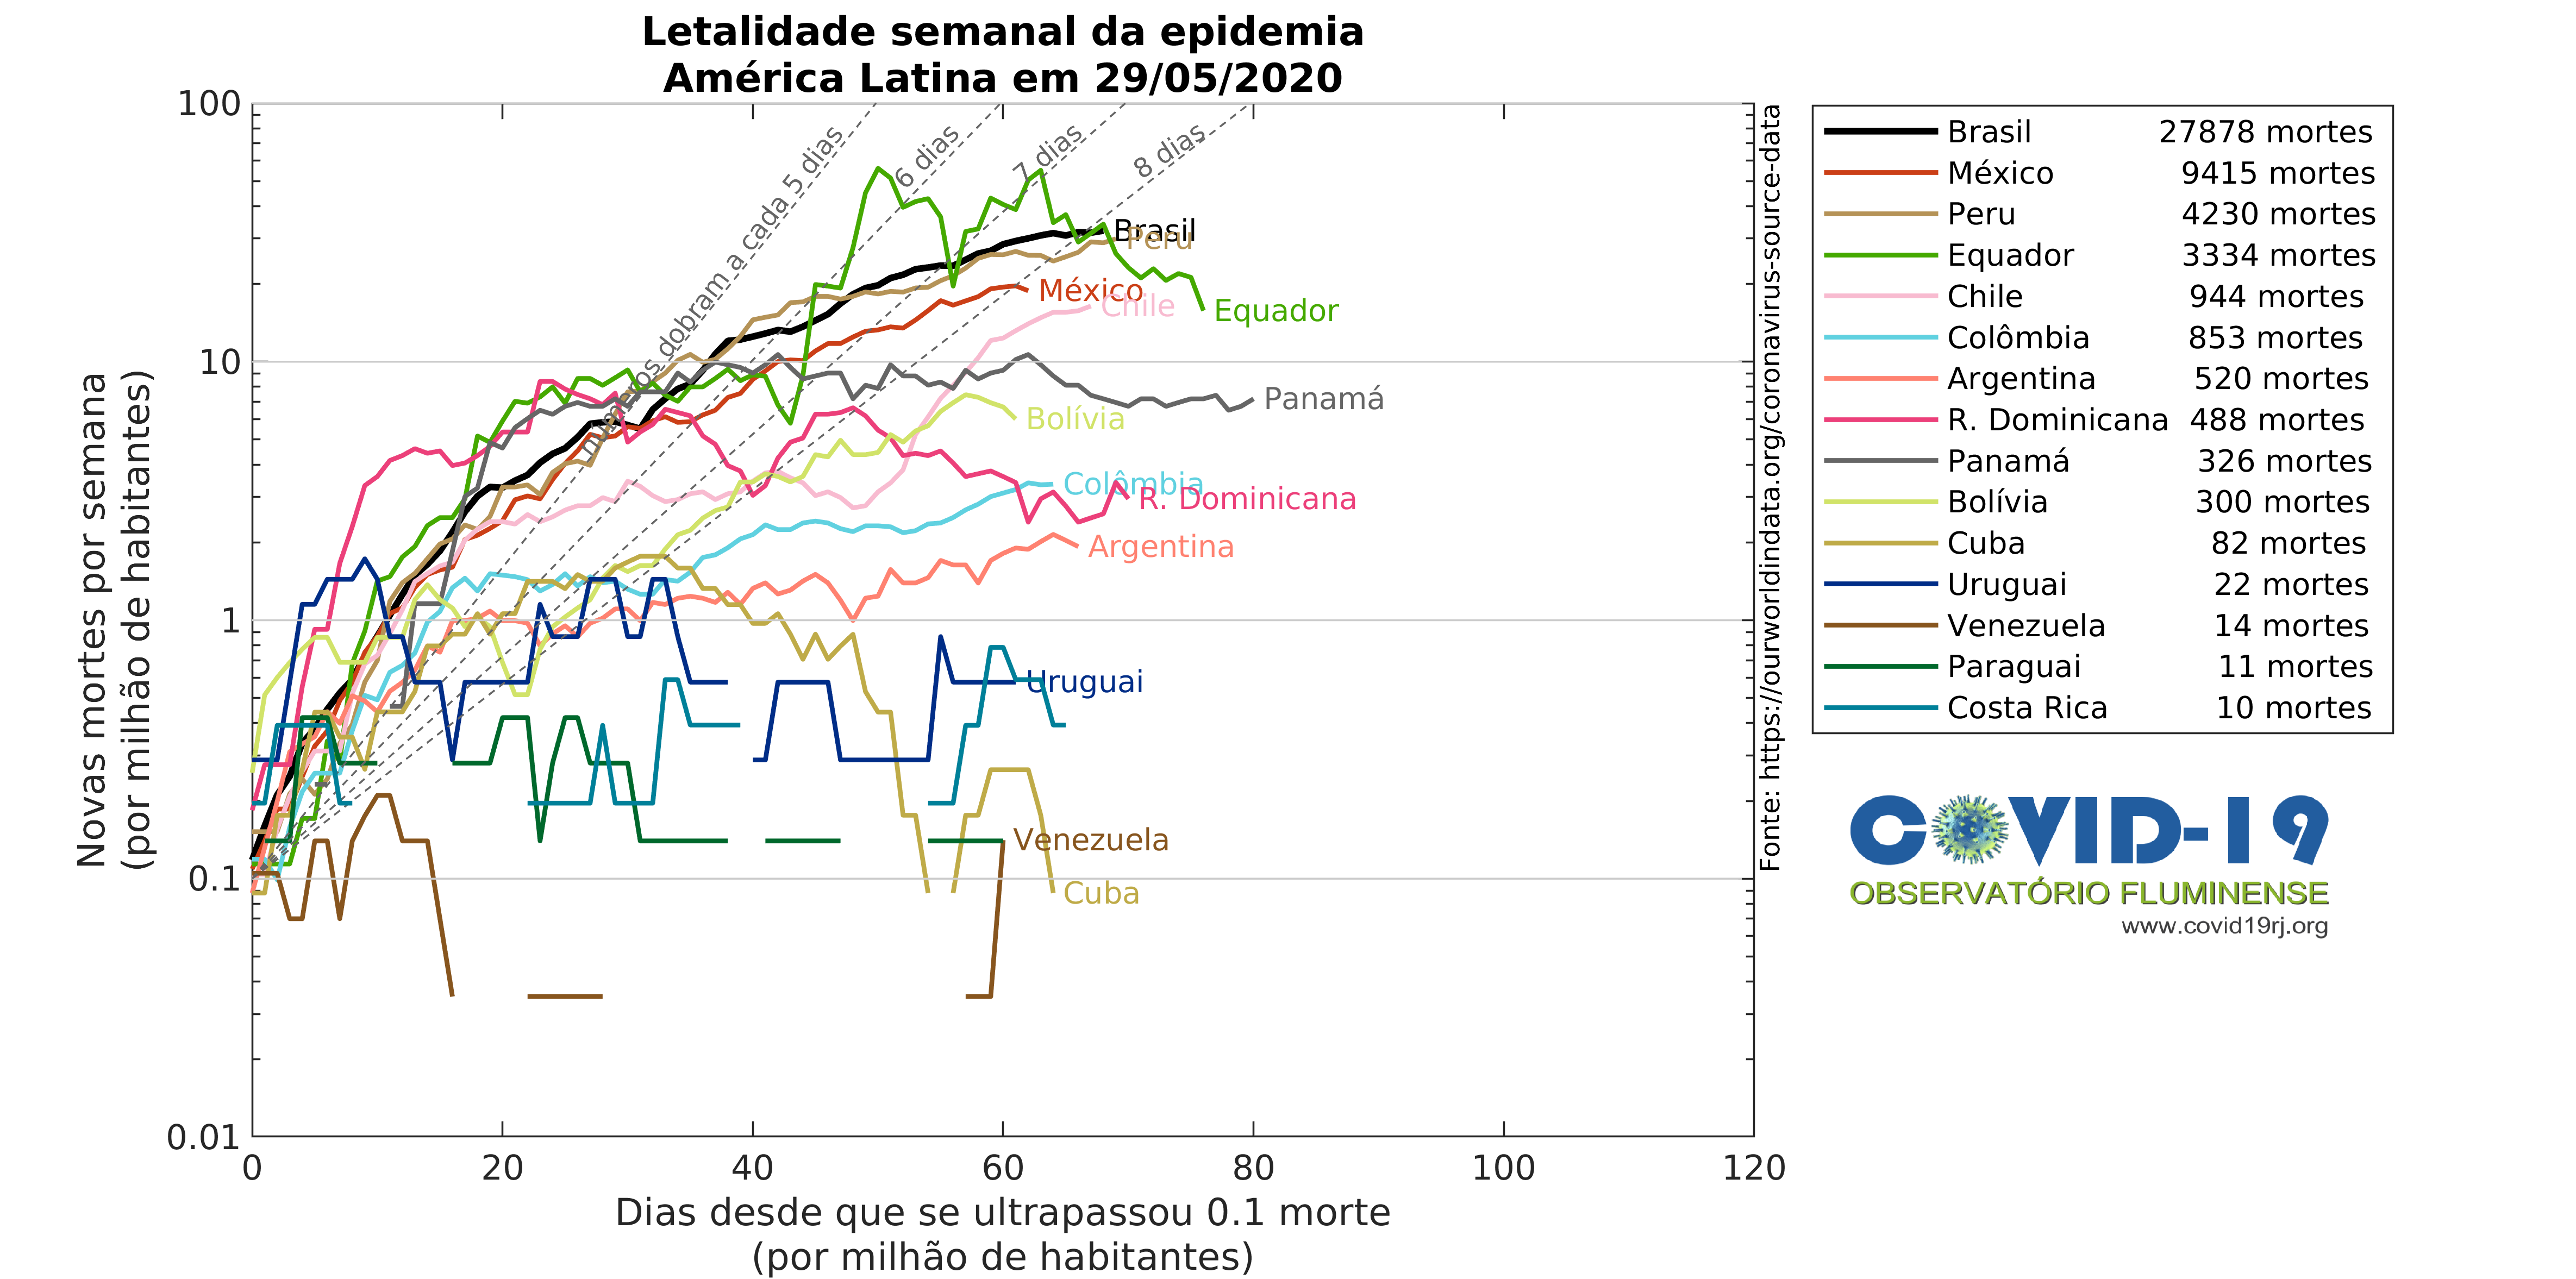 Letalidade semanal da epidemia
América Latina em 29/05/2020
Novas mortes por semana
(por milhão de habitantes)
100
10
1
0.1
0.01
0
20
40
60
80
100
120
Dias desde que se ultrapassou 0.1 morte
(por milhão de habitantes)
números dobram a cada 5 dias
6 dias
7 dias
8 dias
Brasil
Peru
México
Chile
Equador
Panamá
Bolívia
Colômbia
R. Dominicana
Argentina
Uruguai
Venezuela
Cuba
Fonte: https://ourworldindata.org/coronavirus-source-data
Brasil 27878 mortes
México 9415 mortes
Peru 4230 mortes
Equador 3334 mortes
Chile 944 mortes
Colômbia 853 mortes
Argentina 520 mortes
R. Dominicana 488 mortes
Panamá 326 mortes
Bolívia 300 mortes
Cuba 82 mortes
Uruguai 22 mortes
Venezuela 14 mortes
Paraguai 11 mortes
Costa Rica 10 mortes
COVID-19
OBSERVATÓRIO FLUMINENSE
www.covid19rj.org